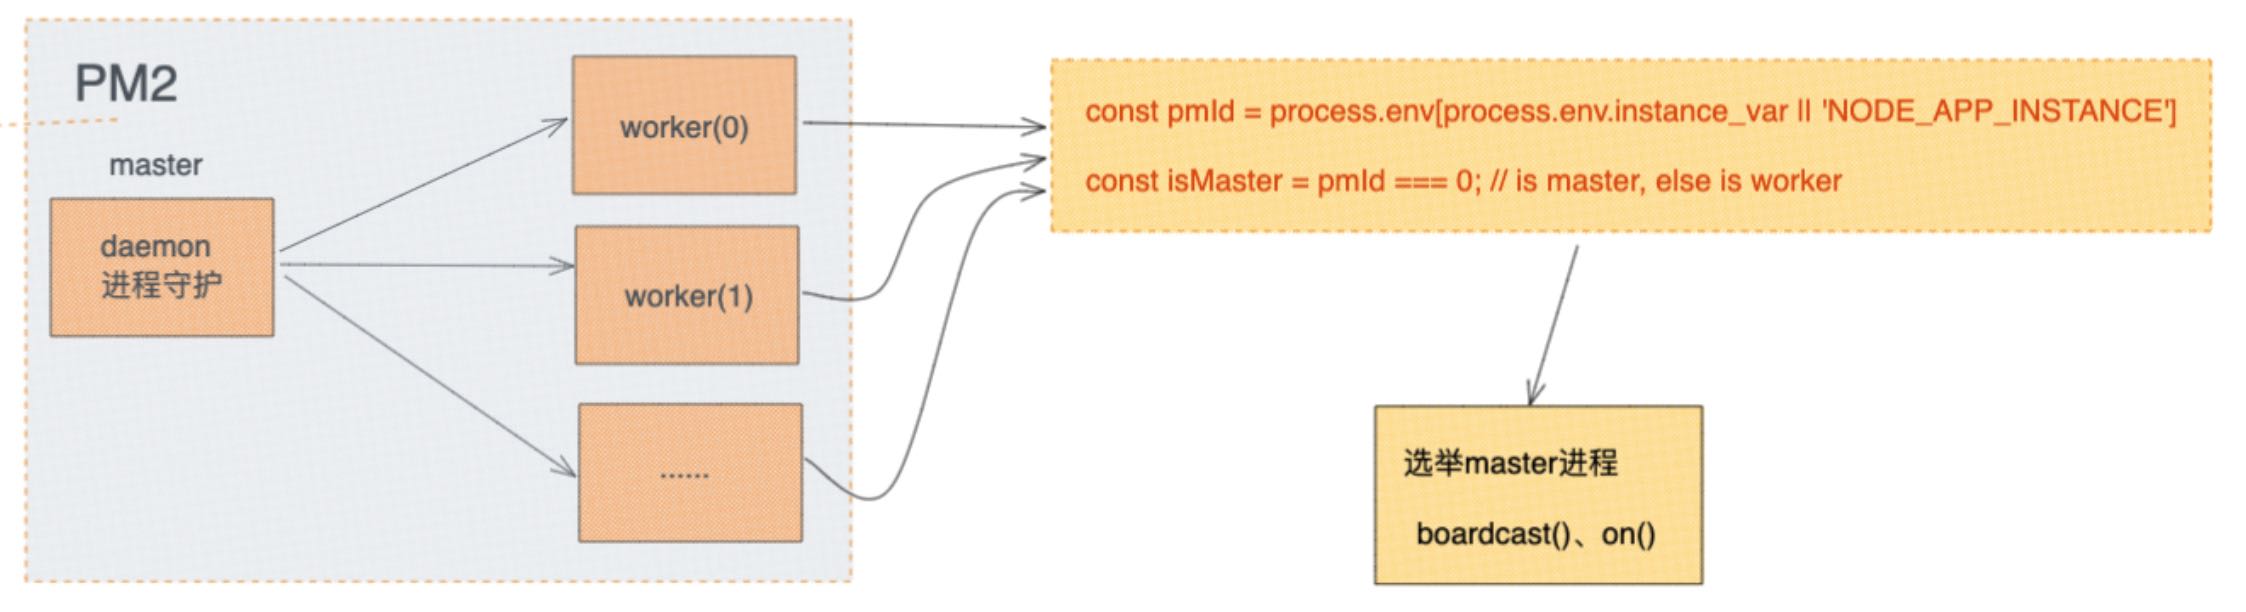 PM2
master
daemon
进程守护
worker(0)
worker(1)
......
const pmId = process.env[process.env.instance_var || 'NODE_APP_INSTANCE']
const isMaster = pmId === 0; // is master, else is worker
选举master进程
boardcast()、on()